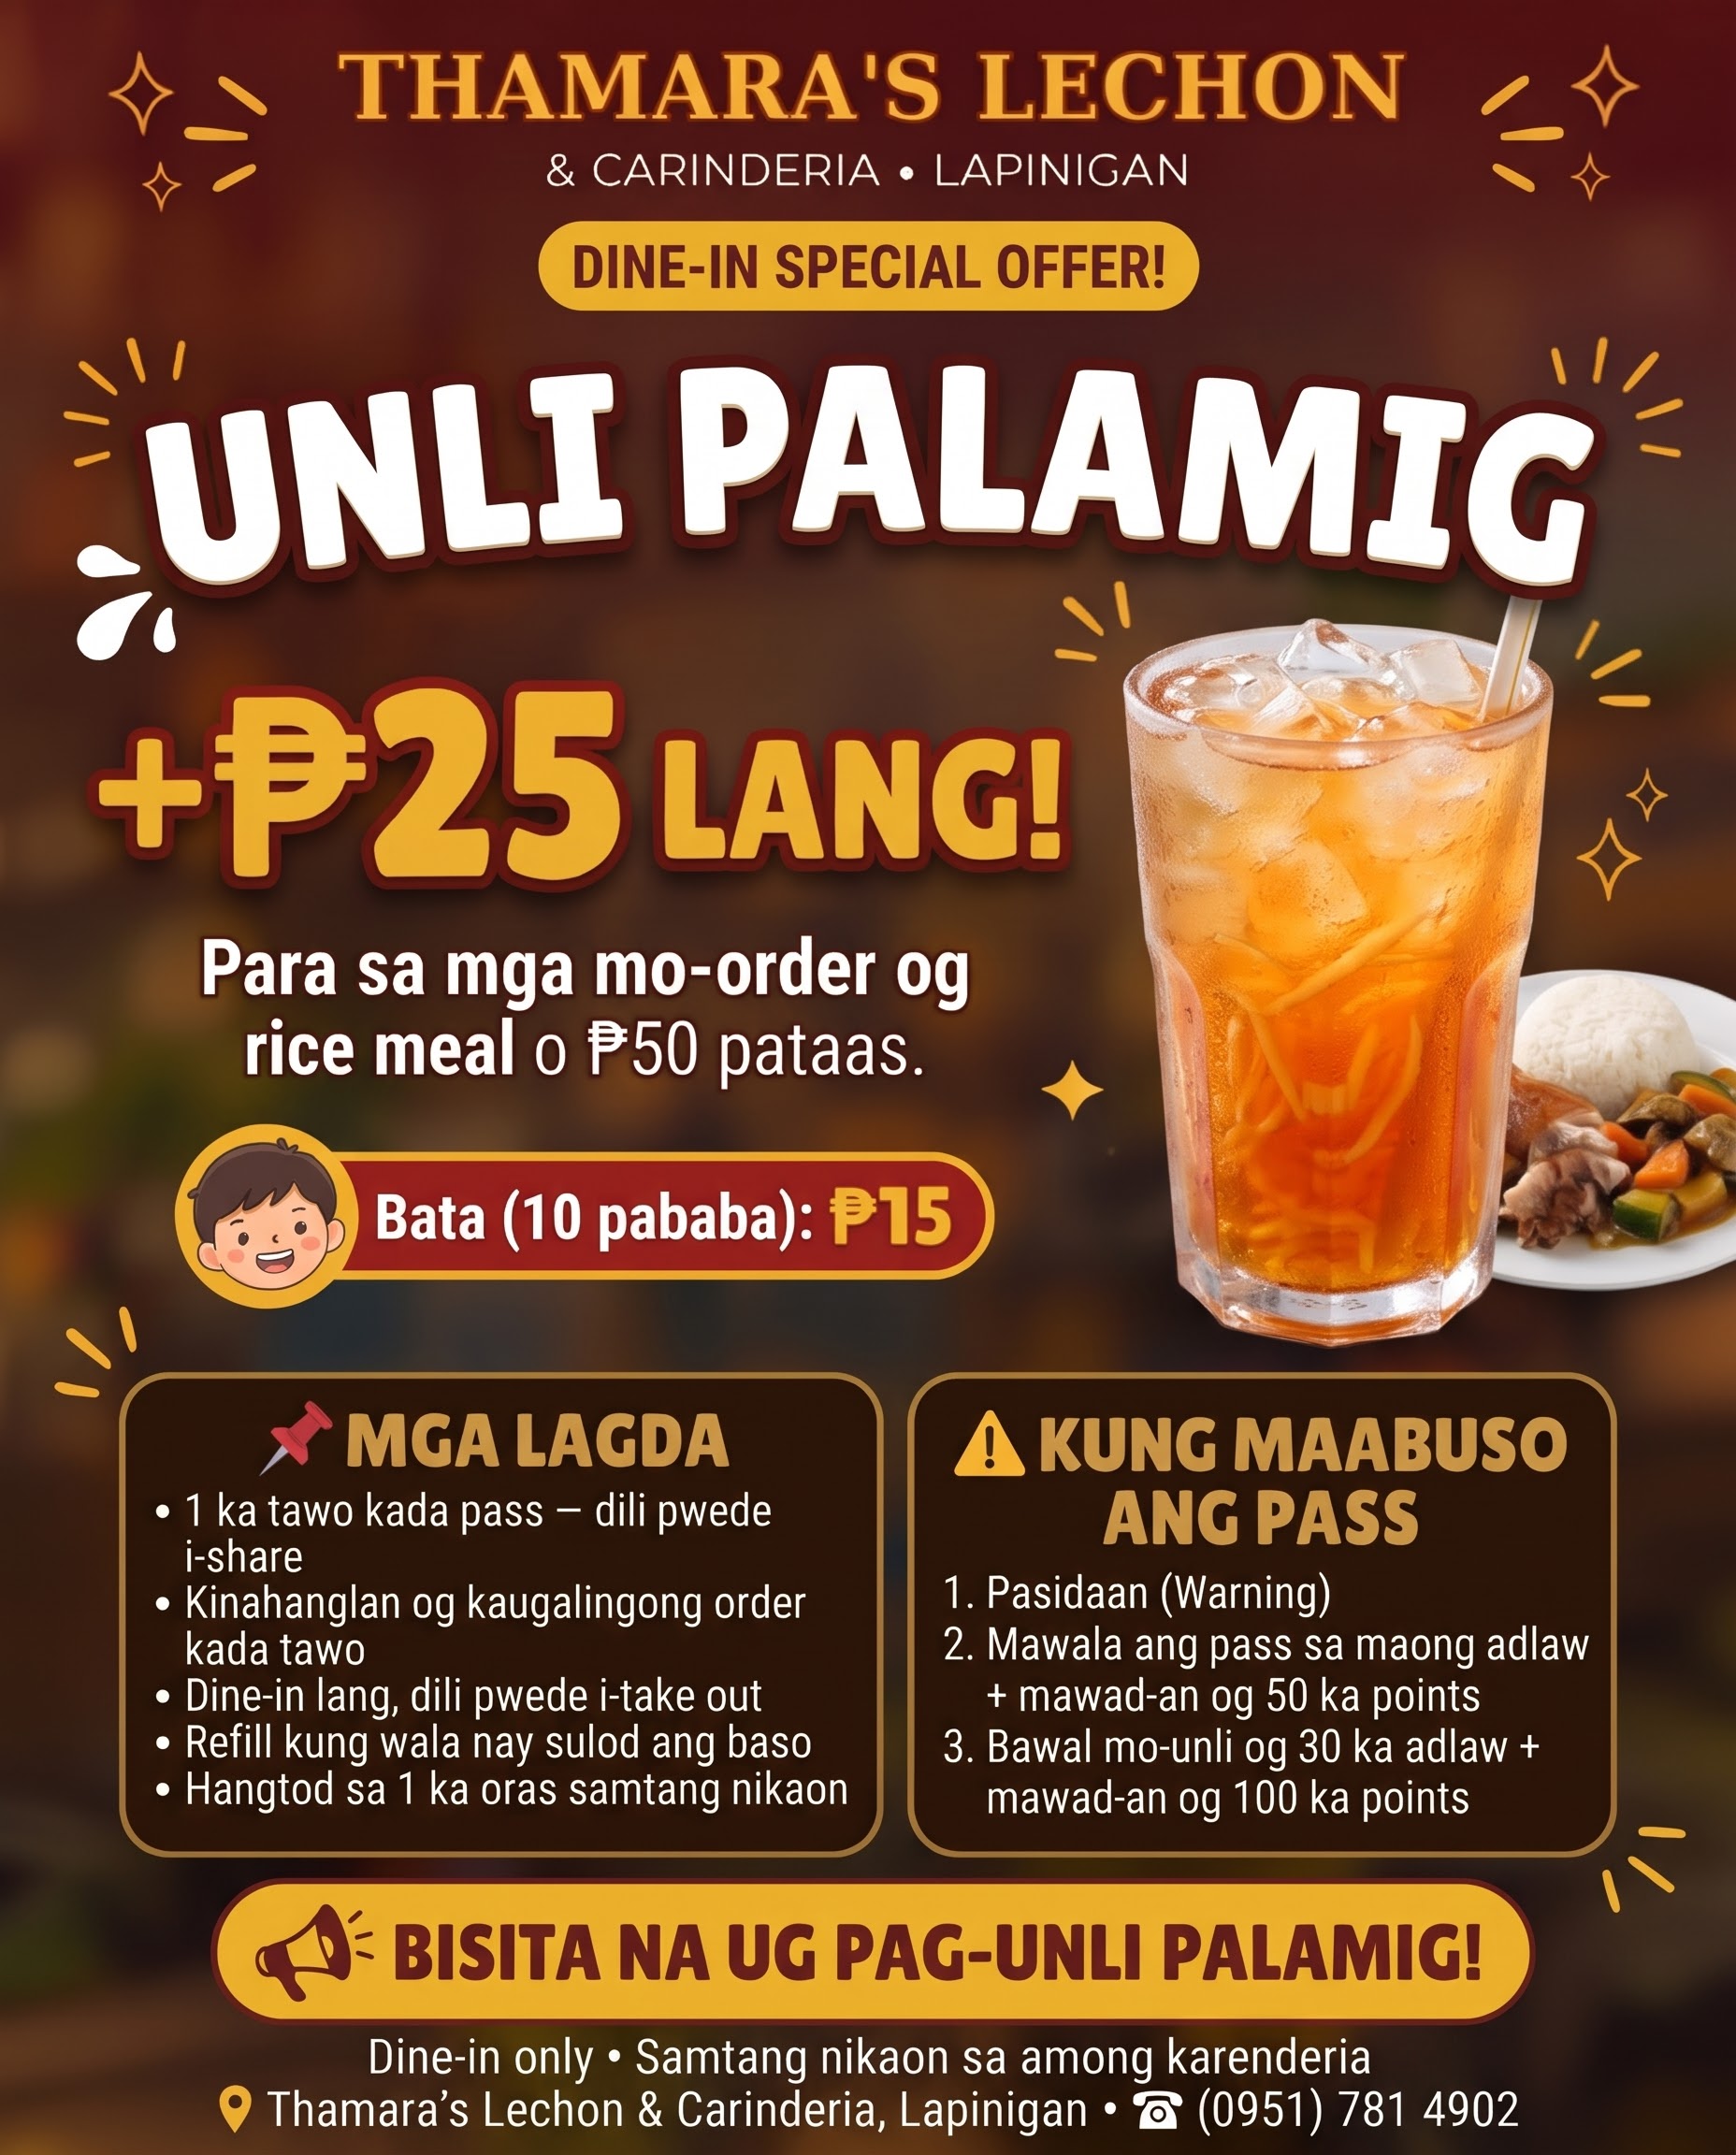 THAMARA'S LECHON
& CARINDERIA • LAPINIGAN
DINE-IN SPECIAL OFFER!
UNLI PALAMIG
+₱25 LANG!
Para sa mga mo-order og
rice meal o ₱50 pataas.
Bata (10 pababa): ₱15
MGA LAGDA
• 1 ka tawo kada pass – dili pwede
i-share
• Kinahanglan og kaugalingong order
kada tawo
• Dine-in lang, dili pwede i-take out
• Refill kung wala nay sulod ang baso
• Hangtod sa 1 ka oras samtang nikaon
KUNG MAABUSO
ANG PASS
1. Pasidaan (Warning)
2. Mawala ang pass sa maong adlaw
+ mawad-an og 50 ka points
3. Bawal mo-unli og 30 ka adlaw +
mawad-an og 100 ka points
BISITA NA UG PAG-UNLI PALAMIG!
Dine-in only • Samtang nikaon sa among karenderia
Thamara's Lechon & Carinderia, Lapinigan • ☎ (0951) 781 4902